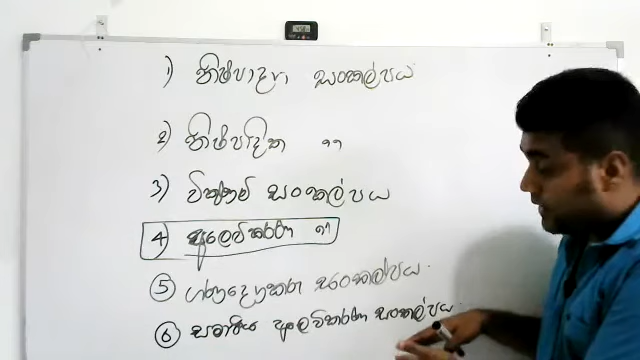 1) නිෂ්පාදන සංකල්පය
2) නිෂ්පාදිත ,,
3) විකුණුම් සංකල්පය
4) අලෙවිකරණ ,,
5) ගණුදෙනුකරු සංකල්පය.
6) සමාජීය අලෙවිකරණ සංකල්පය.